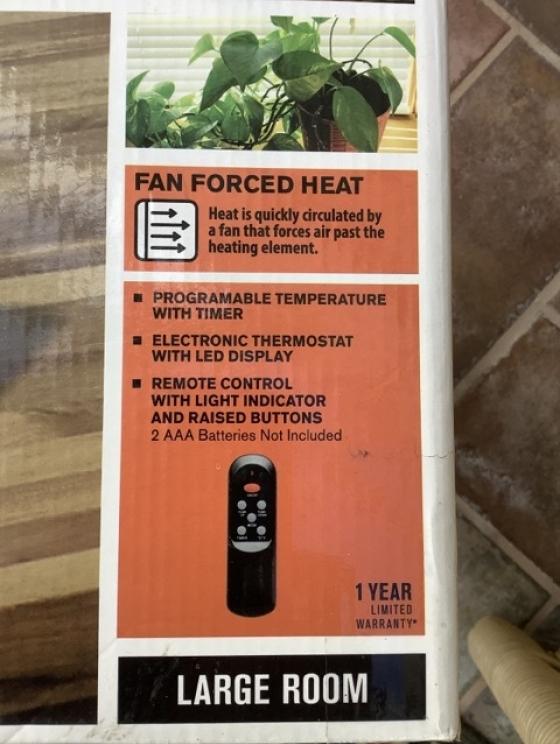 FAN FORCED HEAT
Heat is quickly circulated by
a fan that forces air past the
heating element.
■ PROGRAMABLE TEMPERATURE
WITH TIMER
■ ELECTRONIC THERMOSTAT
WITH LED DISPLAY
■ REMOTE CONTROL
WITH LIGHT INDICATOR
AND RAISED BUTTONS
2 AAA Batteries Not Included
1 YEAR
LIMITED
WARRANTY*
LARGE ROOM